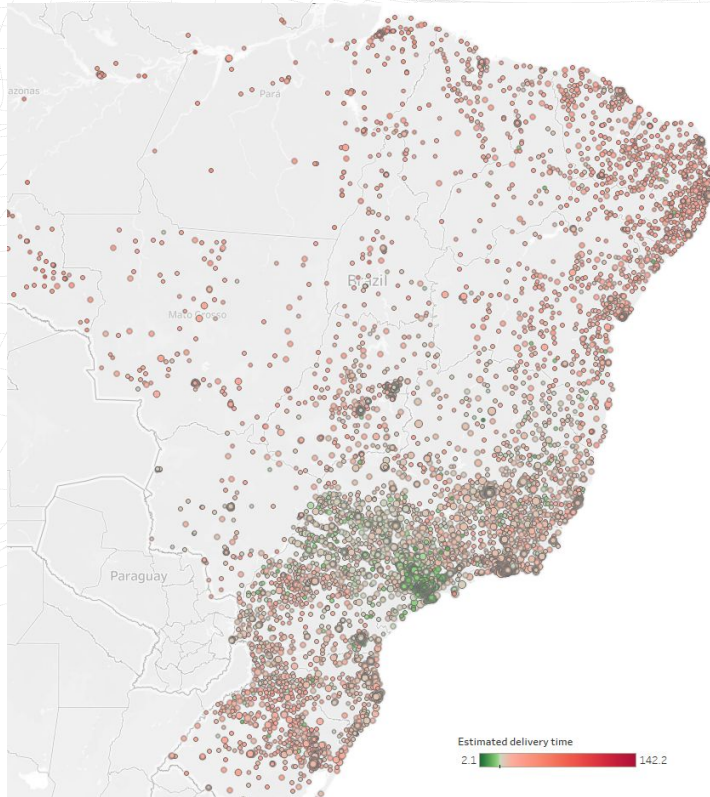 azonas
Pará
Brazil
Mato Grosso
Paraguay
Estimated delivery time
2.1
142.2